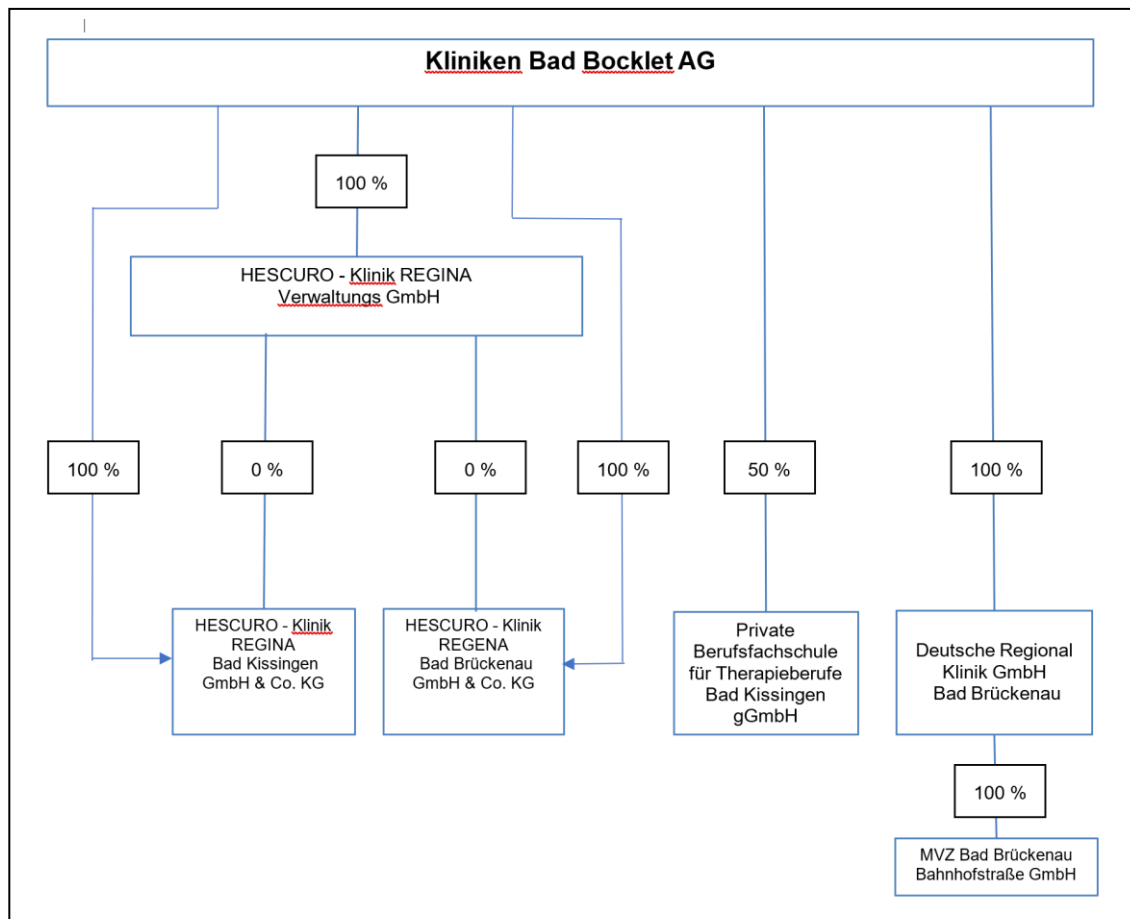 Kliniken Bad Bocklet AG
100 %
HESCURO - Klinik REGINA
Verwaltungs GmbH
100 %
0 %
0 %
100 %
50 %
100 %
HESCURO - Klinik
REGINA
Bad Kissingen
GmbH & Co. KG
HESCURO - Klinik
REGENA
Bad Brückenau
GmbH & Co. KG
Private
Berufsfachschule
für Therapieberufe
Bad Kissingen
gGmbH
Deutsche Regional
Klinik GmbH
Bad Brückenau
100 %
MVZ Bad Brückenau
Bahnhofstraße GmbH